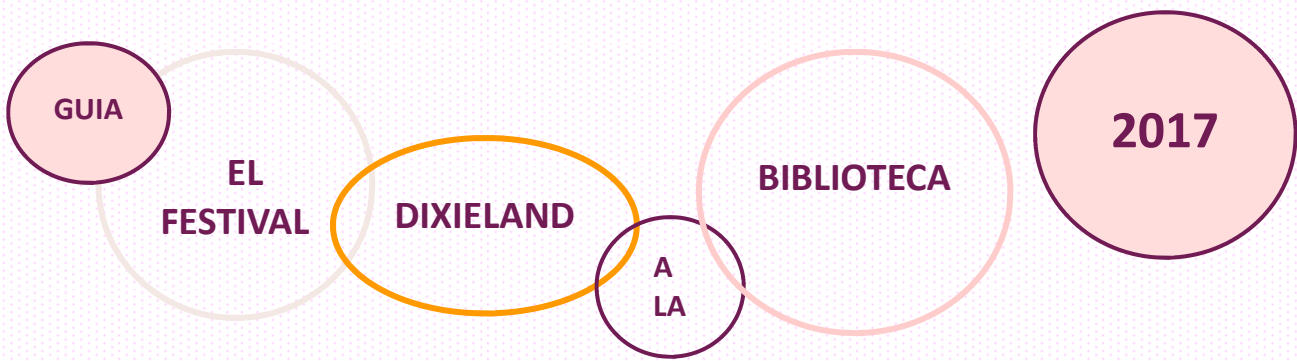 GUIA
EL
FESTIVAL
DIXIELAND
A
LA
BIBLIOTECA
2017